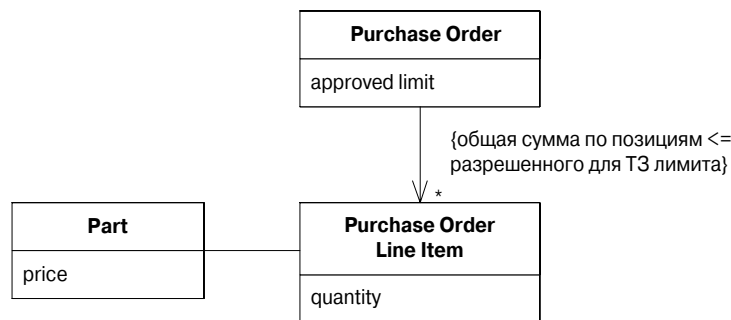 Purchase Order
approved limit
{общая сумма по позициям <=
разрешенного для ТЗ лимита}
*
Part
price
Purchase Order
Line Item
quantity